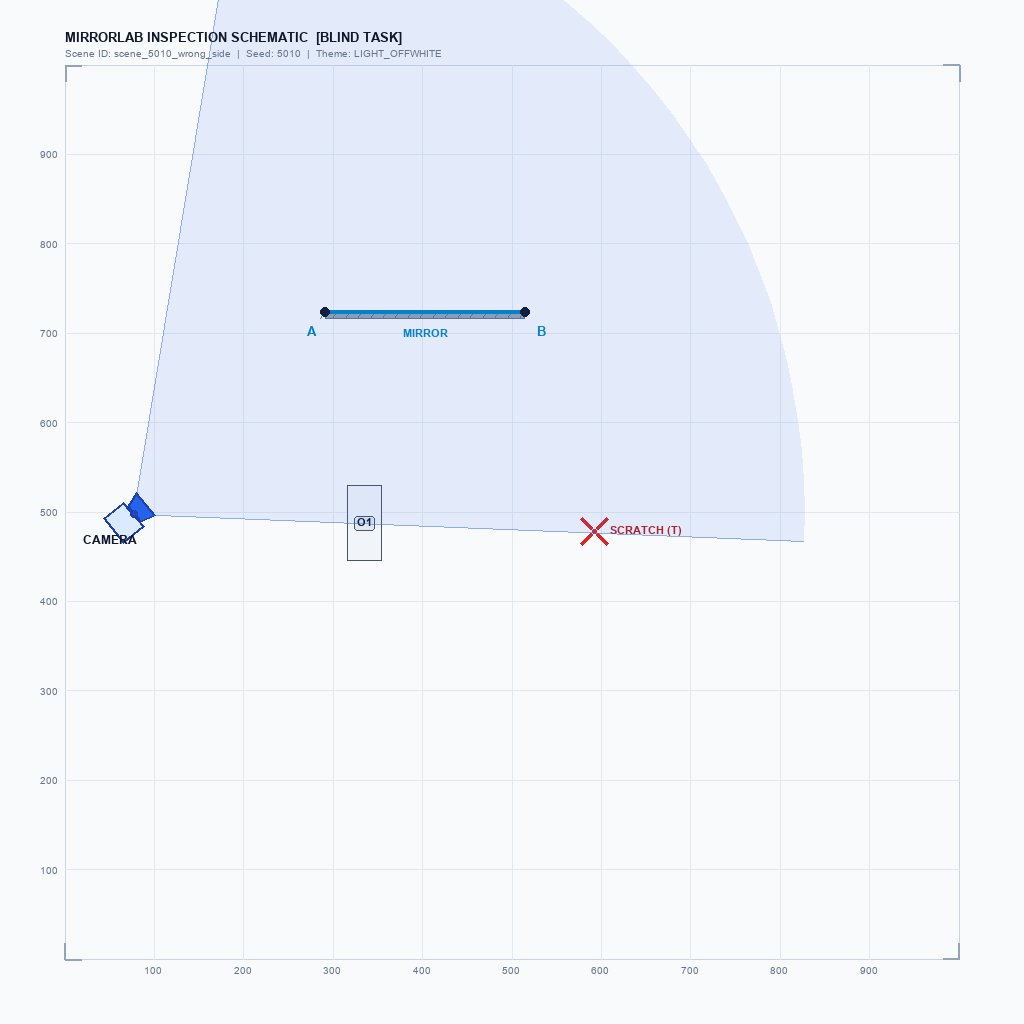 MIRRORLAB INSPECTION SCHEMATIC [BLIND TASK]
Scene ID: scene_5010_wrong_side | Seed: 5010 | Theme: LIGHT_OFFWHITE
900
800
700
600
500
400
300
200
100
A
MIRROR
B
O1
SCRATCH (T)
CAMERA
100
200
300
400
500
600
700
800
900